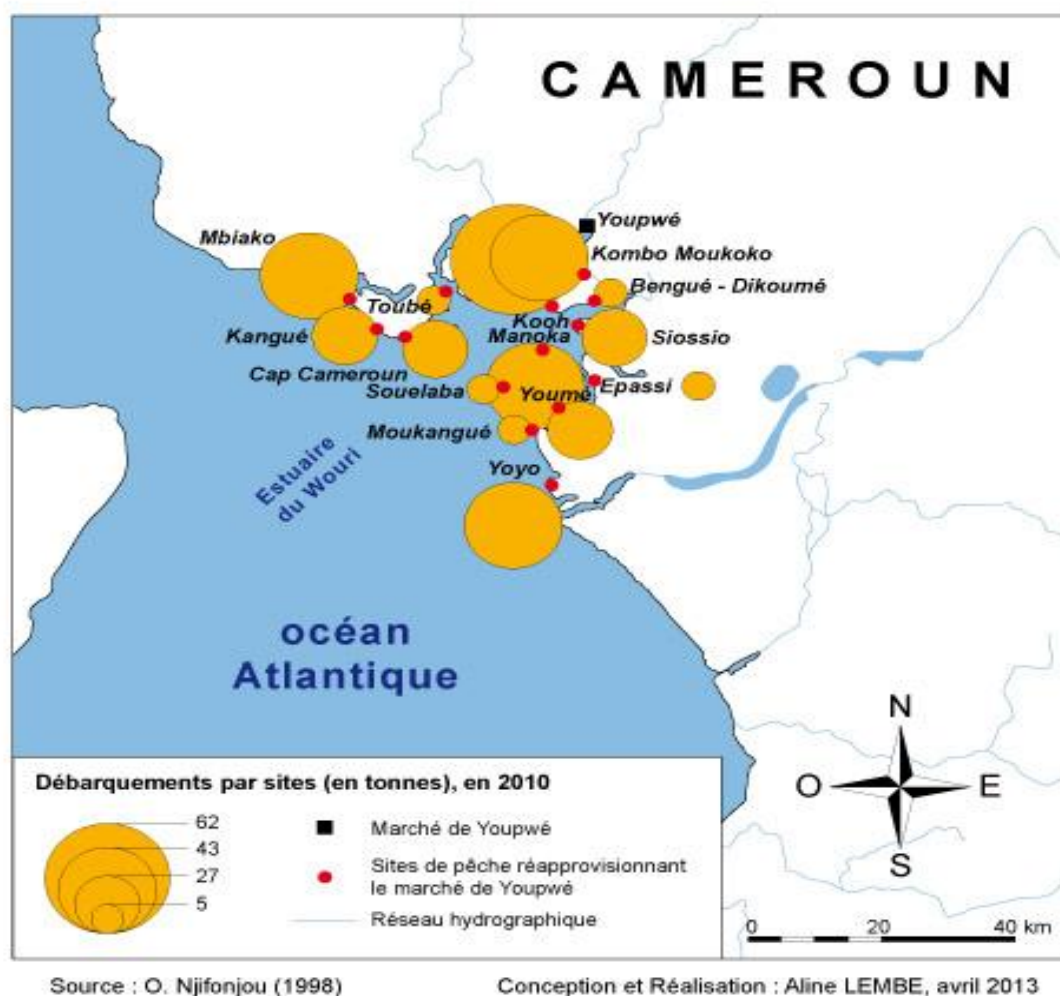 CAMEROUN
Youpwé
Mbiako
Kombo Moukoko
Bengué - Dikoumé
Toubé
Kooh
Kangué
Manoka
Siossio
Cap Cameroun
Souelaba
Epassi
Youmé
Moukangué
Yoyo
Estuaire
du Wouri
océan
Atlantique
N
O
E
S
Débarquements par sites (en tonnes), en 2010
62
43
27
5
Marché de Youpwé
Sites de pêche réapprovisionnant
le marché de Youpwé
Réseau hydrographique
0 20 40 km
Source : O. Njifonjou (1998)
Conception et Réalisation : Aline LEMBE, avril 2013